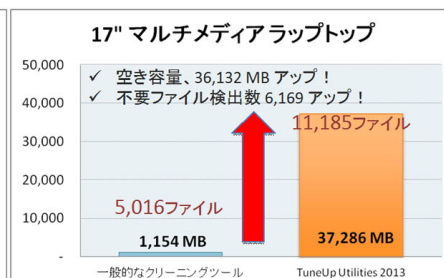 17" マルチメディアラップトップ
50,000
✓ 空き容量、36,132 MB アップ！
✓ 不要ファイル検出数 6,169 アップ！
40,000
11,185ファイル
30,000
20,000
5,016ファイル
10,000
1,154 MB
37,286 MB
-
一般的なクリーニングツール
TuneUp Utilities 2013